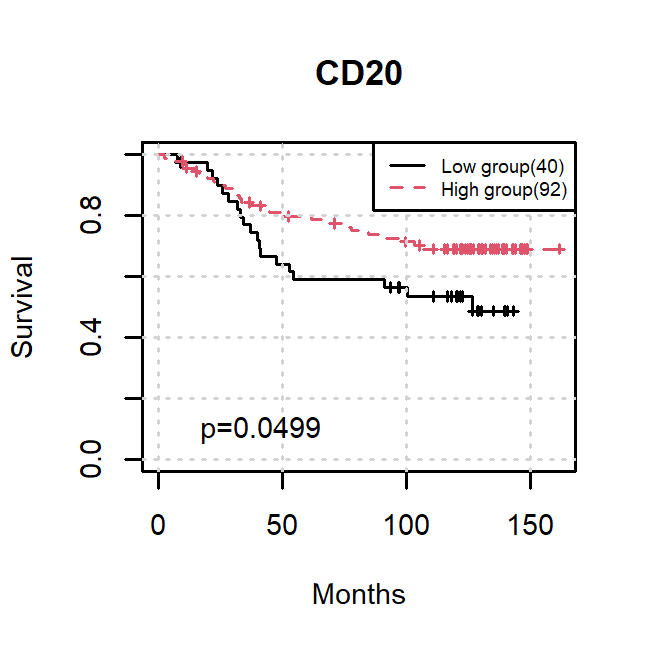 CD20
Low group(40)
High group(92)
Survival
0.8
0.4
0.0
p=0.0499
0 50 100 150
Months